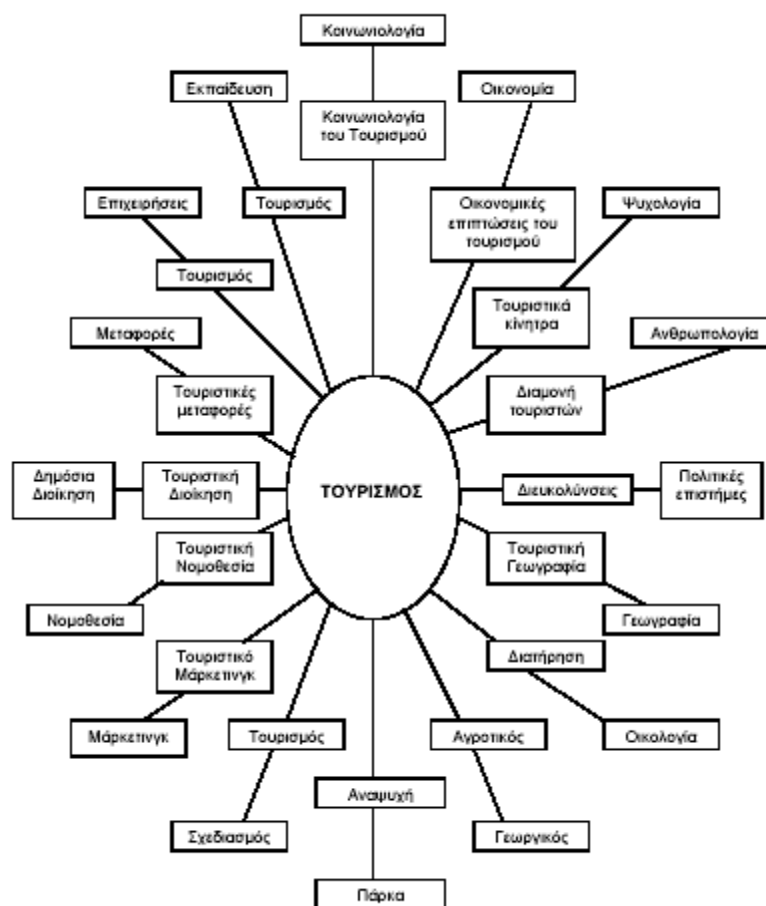 Κοινωνιολογία
Εκπαίδευση
Οικονομία
Κοινωνιολογία
του Τουρισμού
Επιχειρήσεις
Τουρισμός
Οικονομικές
επιπτώσεις του
τουρισμού
Ψυχολογία
Τουρισμός
Τουριστικά
κίνητρα
Μεταφορές
Ανθρωπολογία
Τουριστικές
μεταφορές
Διαμονή
τουριστών
Δημόσια
Διοίκηση
Τουριστική
Διοίκηση
ΤΟΥΡΙΣΜΟΣ
Διευκολύνσεις
Πολιτικές
επιστήμες
Τουριστική
Νομοθεσία
Τουριστική
Γεωγραφία
Νομοθεσία
Γεωγραφία
Τουριστικό
Μάρκετινγκ
Διατήρηση
Μάρκετινγκ
Τουρισμός
Αγροτικός
Οικολογία
Αναψυχή
Σχεδιασμός
Γεωργικός
Πάρκα